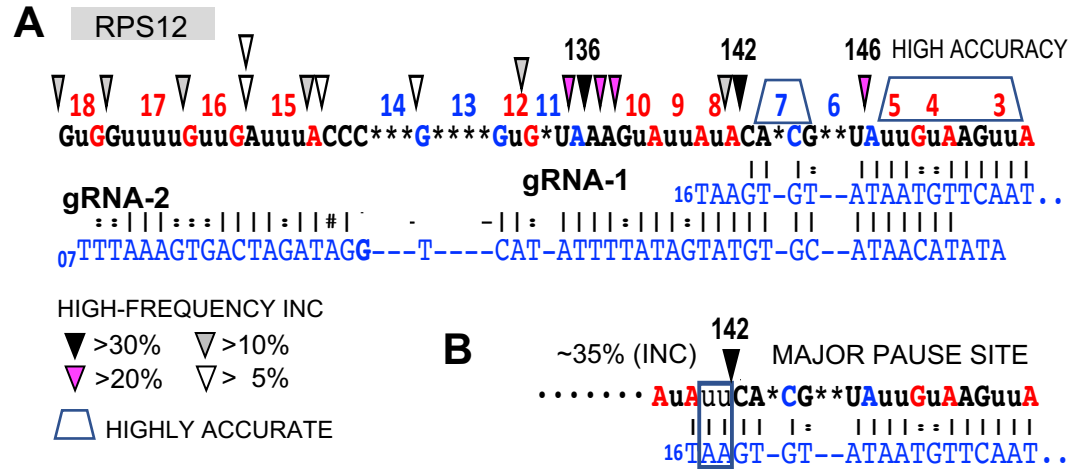 A RPS12
136 142 146 HIGH ACCURACY
18 17 16 15 14 13 12 11 10 9 8 7 6 5 4 3
GuGGuuuuGuuGAuuuACCC***G****GuG*UAAAGuAuuAuACA*CG**UAuuGuAAGuuA
16TAAGT-GT--ATAATGTTCAAT..
gRNA-2 gRNA-1
07TTTAAAGTGACTAGATAGG---T----CAT-ATTTTATAGTATGT-GC--ATAACATATA
HIGH-FREQUENCY INC
>30% >10%
>20% > 5%
HIGHLY ACCURATE
B ~35% (INC) 142 MAJOR PAUSE SITE
·······AuAuuCA*CG**UAuuGuAAGuuA
16TAAGT-GT--ATAATGTTCAAT..